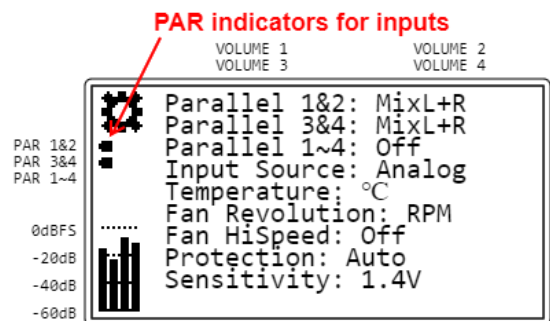 PAR indicators for inputs
VOLUME 1 VOLUME 2
VOLUME 3 VOLUME 4
Parallel 1&2: MixL+R
Parallel 3&4: MixL+R
PAR 1&2 Parallel 1~4: Off
PAR 3&4 Input Source: Analog
PAR 1~4 Temperature: °C
Fan Revolution: RPM
0dBFS Fan HiSpeed: Off
-20dB Protection: Auto
-40dB Sensitivity: 1.4V
-60dB